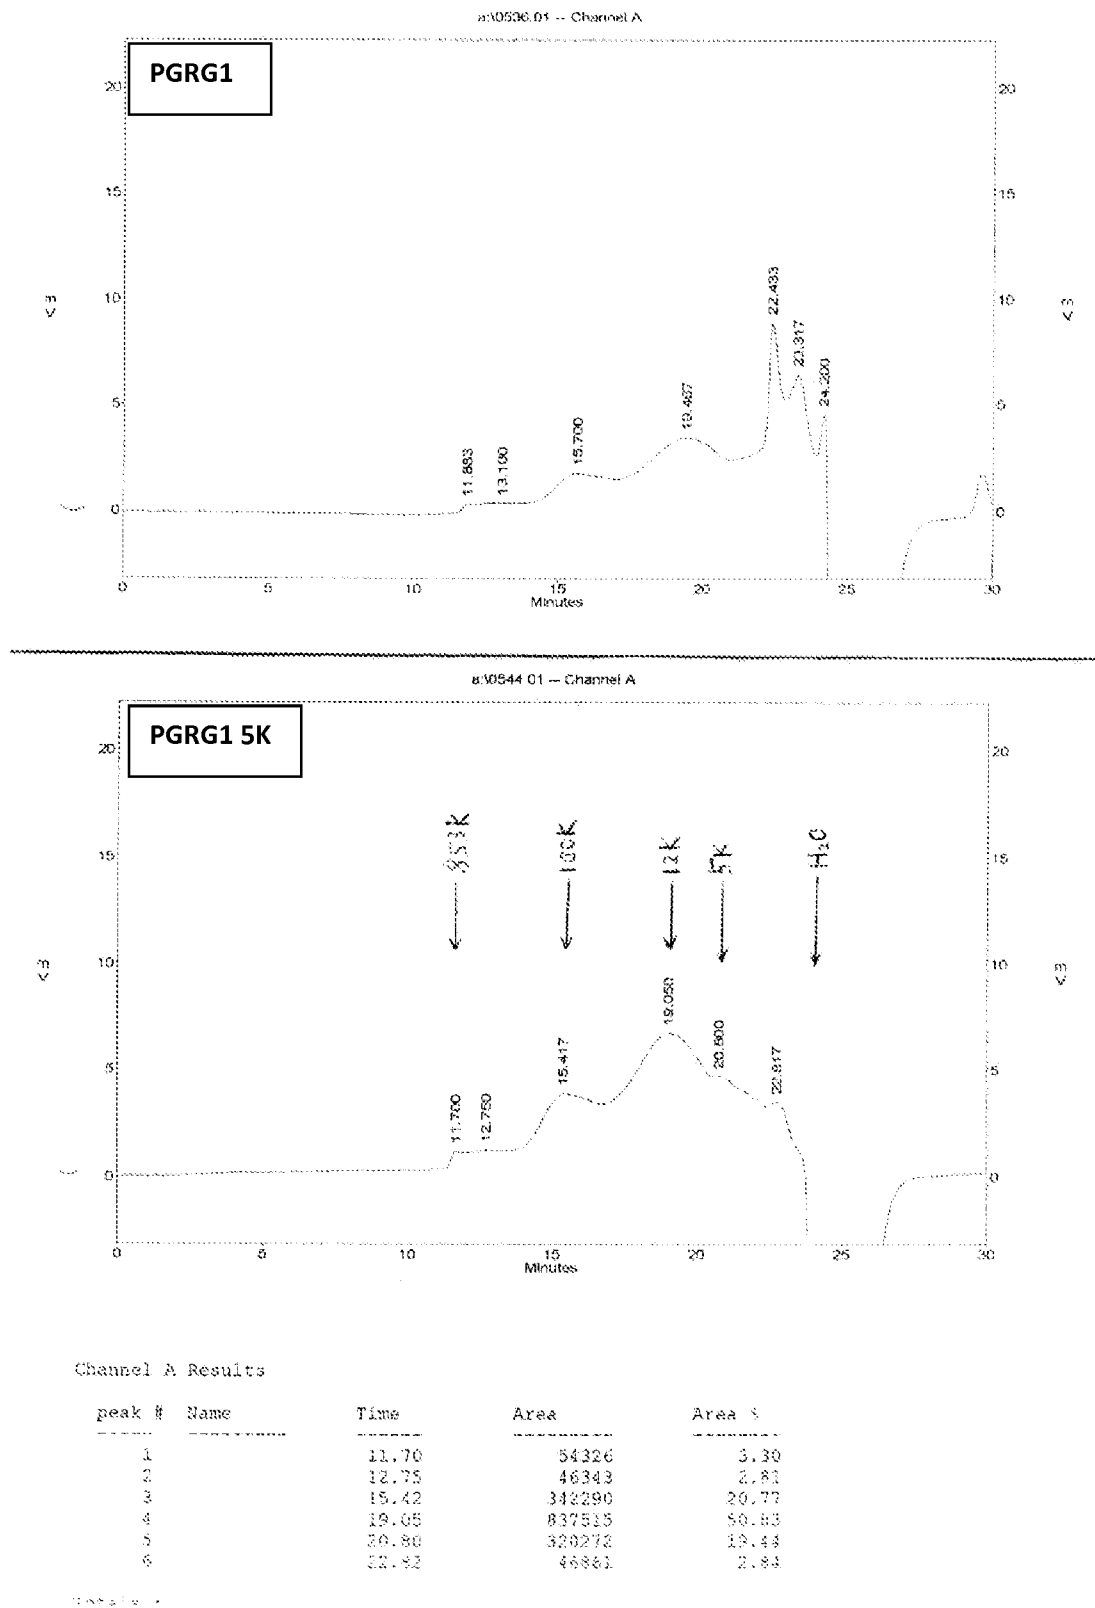 a:\0536.01 -- Channel A
PGRG1
20
20
15
15
10
10
5
5
0
0
11.883
13.100
15.700
19.467
22.433
23.317
24.200
0 5 10 15 20 25 30
Minutes
a:\0544 01 -- Channel A
PGRG1 5K
20
20
15
15
10
10
5
5
0
0
853K
100K
12K
5K
H2O
11.700
12.750
15.417
19.050
20.800
22.817
0 5 10 15 20 25 30
Minutes
Channel A Results
peak # Name Time Area Area %
1 11.70 54326 3.30
2 12.75 46343 2.81
3 15.42 342290 20.77
4 19.05 837515 50.83
5 20.80 320272 19.44
6 22.82 46861 2.84
Totals :